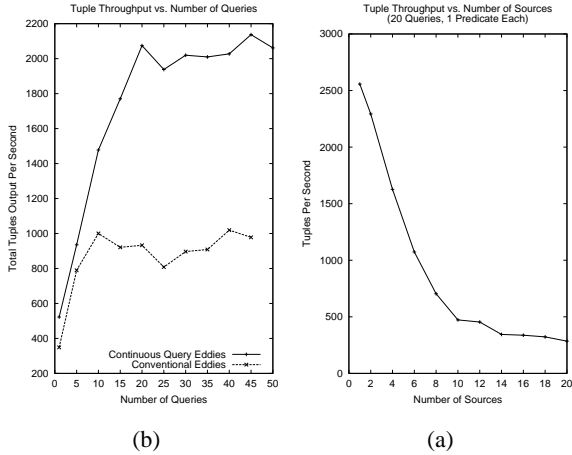 Tuple Throughput vs. Number of Queries
2200
2000
1800
1600
1400
1200
1000
800
600
400
200
Total Tuples Output Per Second
Continuous Query Eddies
Conventional Eddies
0 5 10 15 20 25 30 35 40 45 50
Number of Queries
(b)
Tuple Throughput vs. Number of Sources
(20 Queries, 1 Predicate Each)
3000
2500
2000
1500
1000
500
0
Tuples Per Second
0 2 4 6 8 10 12 14 16 18 20
Number of Sources
(a)